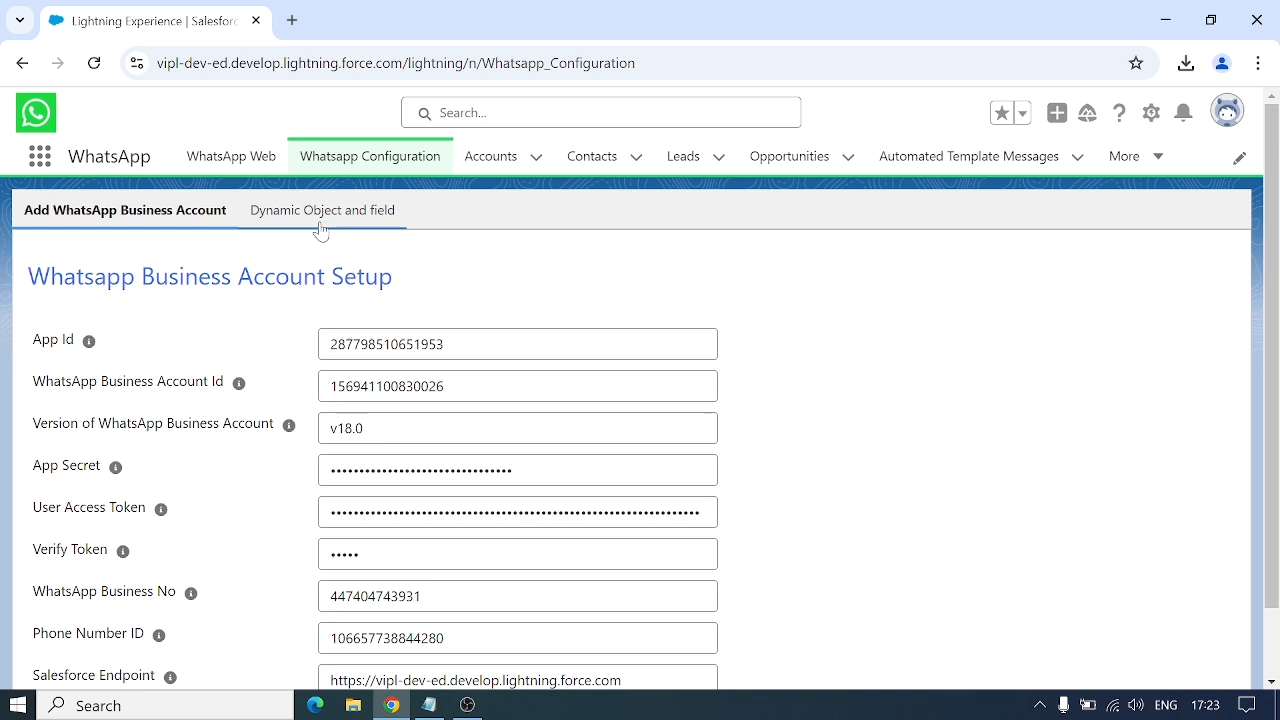 Lightning Experience | Salesforc
vipl-dev-ed.develop.lightning.force.com/lightning/n/Whatsapp_Configuration
Search...
WhatsApp
WhatsApp Web
Whatsapp Configuration
Accounts
Contacts
Leads
Opportunities
Automated Template Messages
More
Add WhatsApp Business Account
Dynamic Object and field
Whatsapp Business Account Setup
App Id
287798510651953
WhatsApp Business Account Id
156941100830026
Version of WhatsApp Business Account
v18.0
App Secret
User Access Token
Verify Token
WhatsApp Business No
447404743931
Phone Number ID
106657738844280
Salesforce Endpoint
https://vipl-dev-ed.develop.lightning.force.com
Search
ENG
17:23